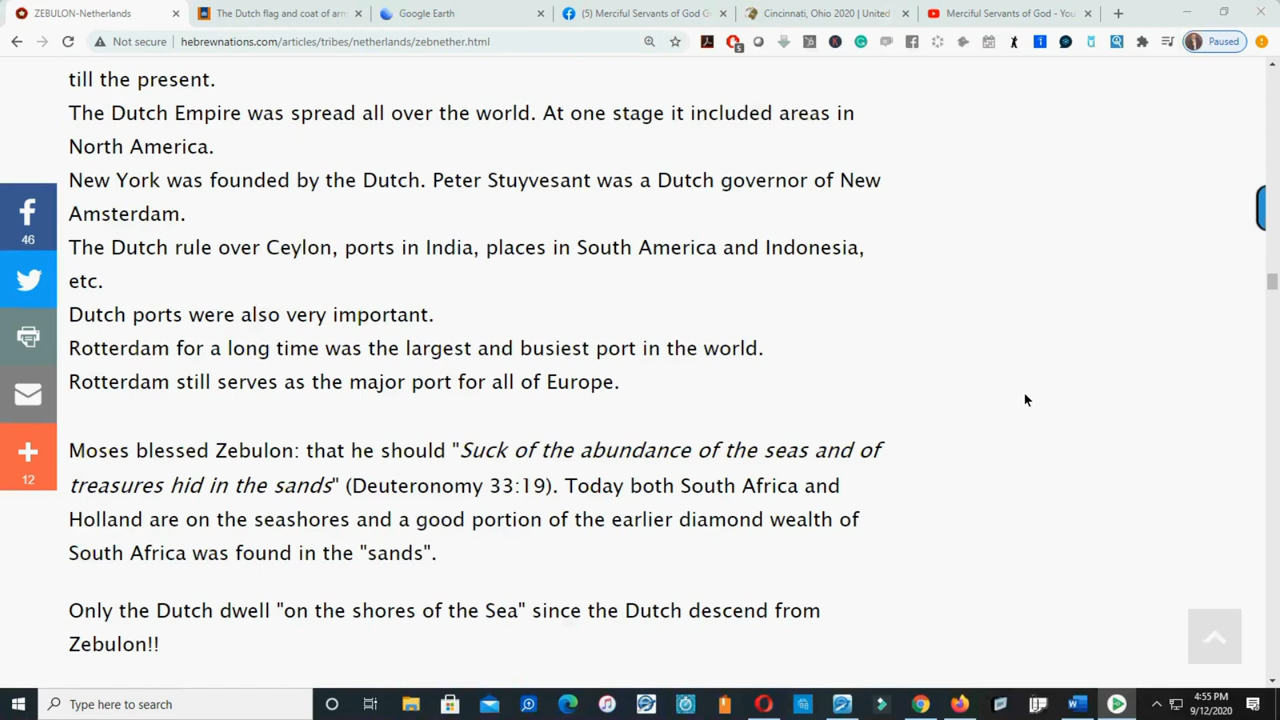 ZEBULON-Netherlands
The Dutch flag and coat of arm
Google Earth
(5) Merciful Servants of God G
Cincinnati, Ohio 2020 | United
Merciful Servants of God - You
Not secure
hebrewnations.com/articles/tribes/netherlands/zebnether.html
5
Paused
till the present.
The Dutch Empire was spread all over the world. At one stage it included areas in
North America.
New York was founded by the Dutch. Peter Stuyvesant was a Dutch governor of New
Amsterdam.
The Dutch rule over Ceylon, ports in India, places in South America and Indonesia,
etc.
Dutch ports were also very important.
Rotterdam for a long time was the largest and busiest port in the world.
Rotterdam still serves as the major port for all of Europe.
Moses blessed Zebulon: that he should "Suck of the abundance of the seas and of
treasures hid in the sands" (Deuteronomy 33:19). Today both South Africa and
Holland are on the seashores and a good portion of the earlier diamond wealth of
South Africa was found in the "sands".
Only the Dutch dwell "on the shores of the Sea" since the Dutch descend from
Zebulon!!
46
12
Type here to search
4:55 PM
9/12/2020